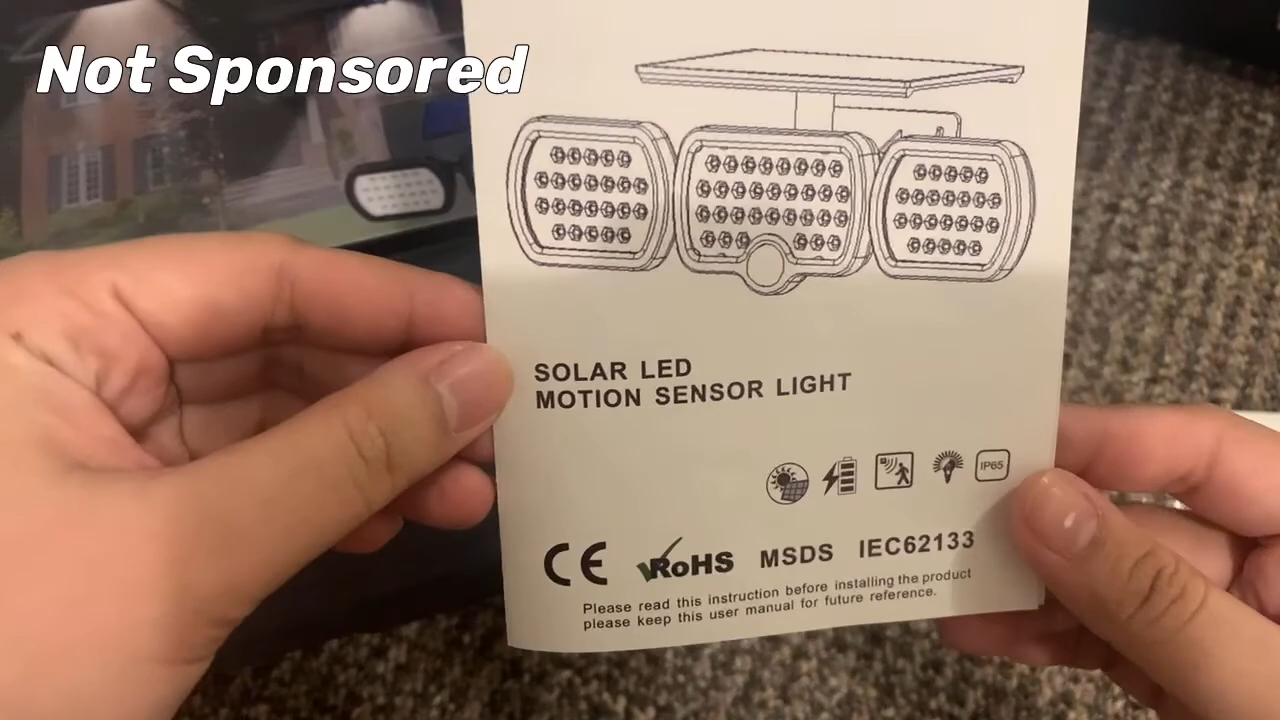 Not Sponsored
SOLAR LED
MOTION SENSOR LIGHT
IP65
CE RoHS MSDS IEC62133
Please read this instruction before installing the product
please keep this user manual for future reference.